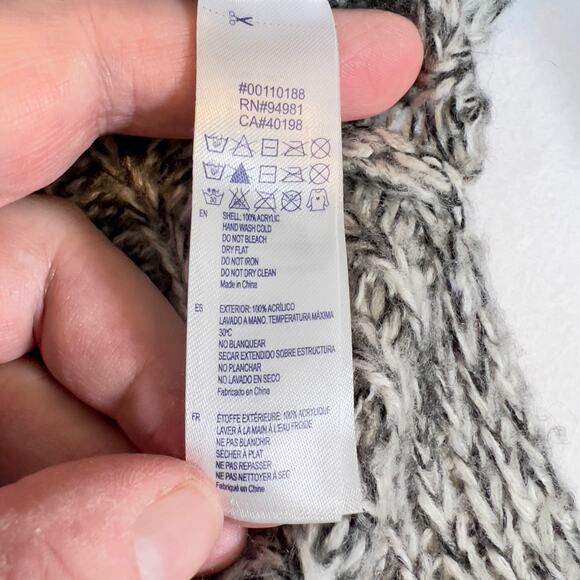 #00110188
RN#94981
CA#40198
EN SHELL: 100% ACRYLIC
HAND WASH COLD
DO NOT BLEACH
DRY FLAT
DO NOT IRON
DO NOT DRY CLEAN
Made in China
ES EXTERIOR: 100% ACRÍLICO
LAVADO A MANO. TEMPERATURA MÁXIMA
30ºC
NO BLANQUEAR
SECAR EXTENDIDO SOBRE ESTRUCTURA
NO PLANCHAR
NO LAVADO EN SECO
Fabricado en China
FR ÉTOFFE EXTÉRIEURE: 100% ACRYLIQUE
LAVER À LA MAIN À L'EAU FROIDE
NE PAS BLANCHIR
SÉCHER À PLAT
NE PAS REPASSER
NE PAS NETTOYER À SEC
Fabriqué en China